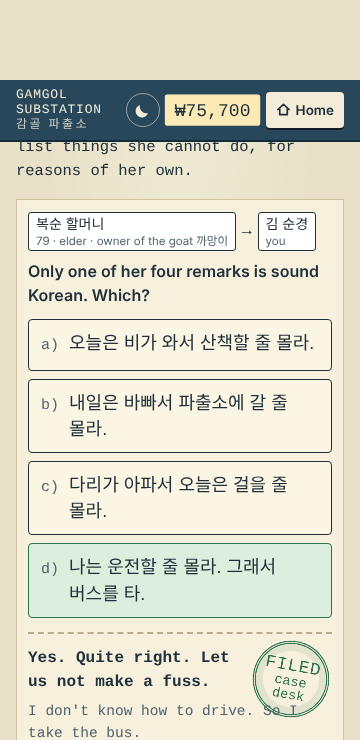 GAMGOL
SUBSTATION
감골 파출소
₩75,700
Home
list things she cannot do, for
reasons of her own.
복순 할머니
79 · elder · owner of the goat 까망이
→
김 순경
you
Only one of her four remarks is sound
Korean. Which?
a) 오늘은 비가 와서 산책할 줄 몰라.
b) 내일은 바빠서 파출소에 갈 줄
몰라.
c) 다리가 아파서 오늘은 걸을 줄
몰라.
d) 나는 운전할 줄 몰라. 그래서
버스를 타.
Yes. Quite right. Let
us not make a fuss.
FILED
case
desk
I don't know how to drive. So I
take the bus.